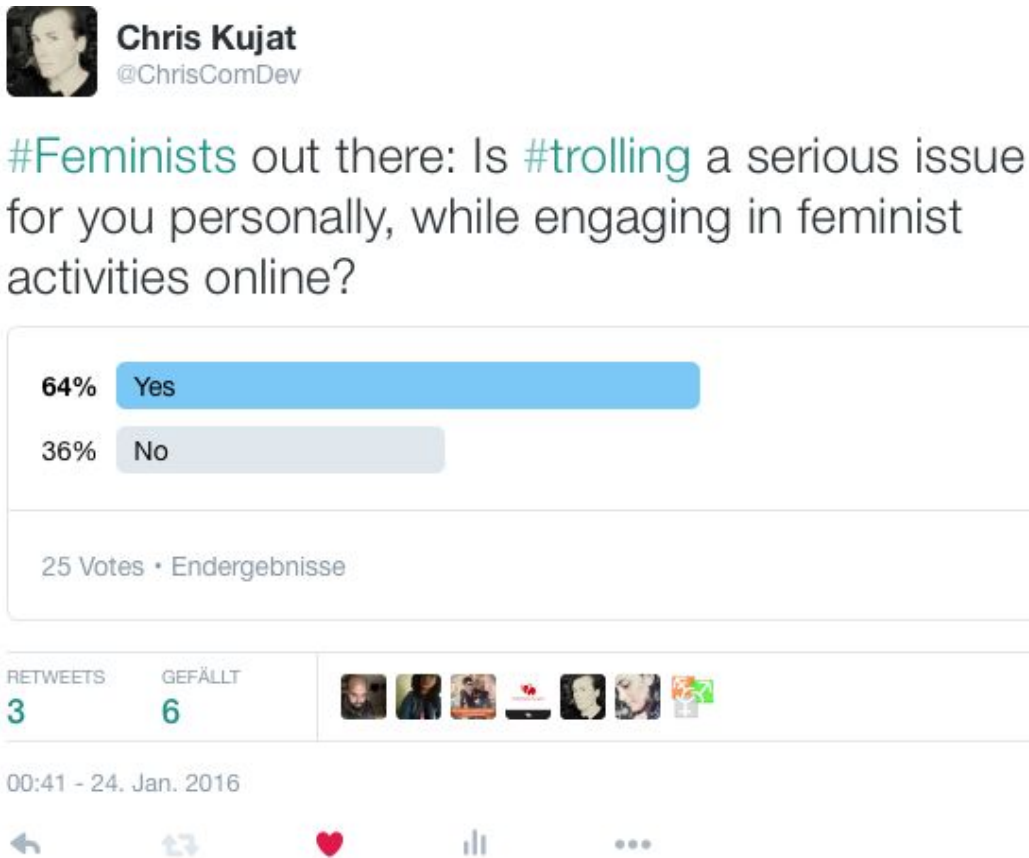 Chris Kujat
@ChrisComDev
#Feminists out there: Is #trolling a serious issue
for you personally, while engaging in feminist
activities online?
64% Yes
36% No
25 Votes • Endergebnisse
RETWEETS GEFÄLLT
3 6
00:41 - 24. Jan. 2016